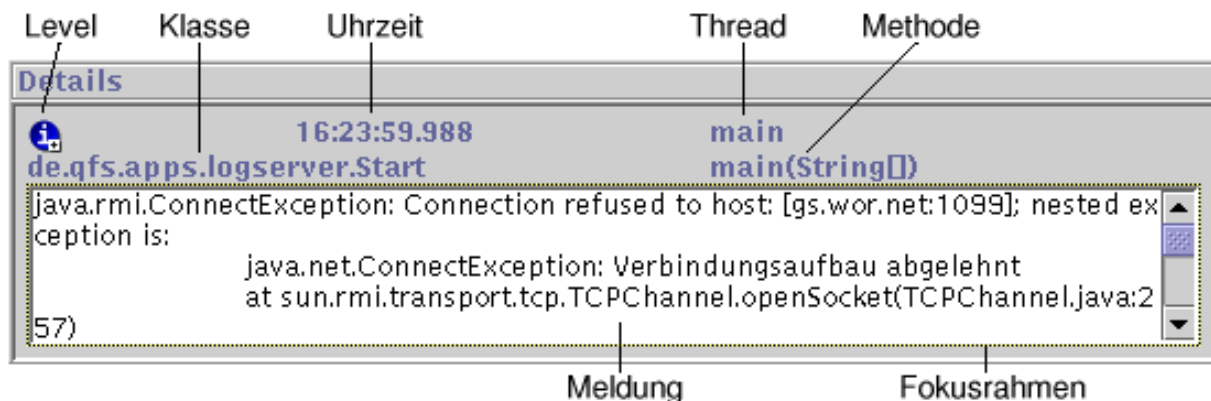 Level Klasse Uhrzeit Thread Methode
Details
16:23:59.988 main
de.qfs.apps.logserver.Start main(String[])
java.rmi.ConnectException: Connection refused to host: [gs.wor.net:1099]; nested ex
ception is:
java.net.ConnectException: Verbindungsaufbau abgelehnt
at sun.rmi.transport.tcp.TCPChannel.openSocket(TCPChannel.java:2
57)
Meldung Fokusrahmen